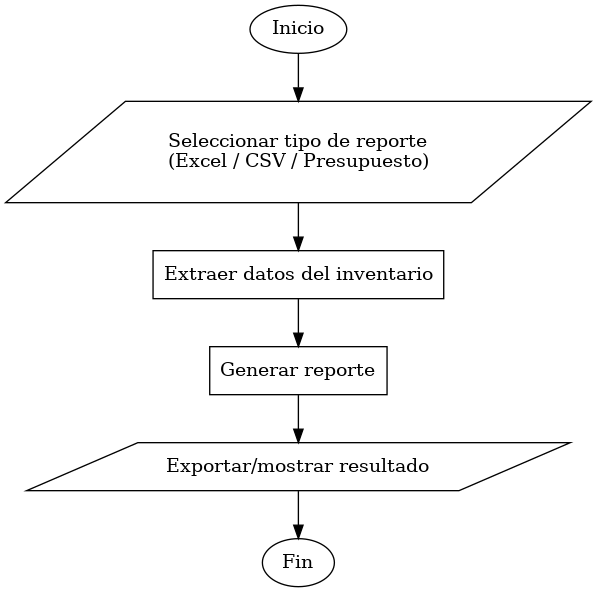 Inicio
Seleccionar tipo de reporte
(Excel / CSV / Presupuesto)
Extraer datos del inventario
Generar reporte
Exportar/mostrar resultado
Fin